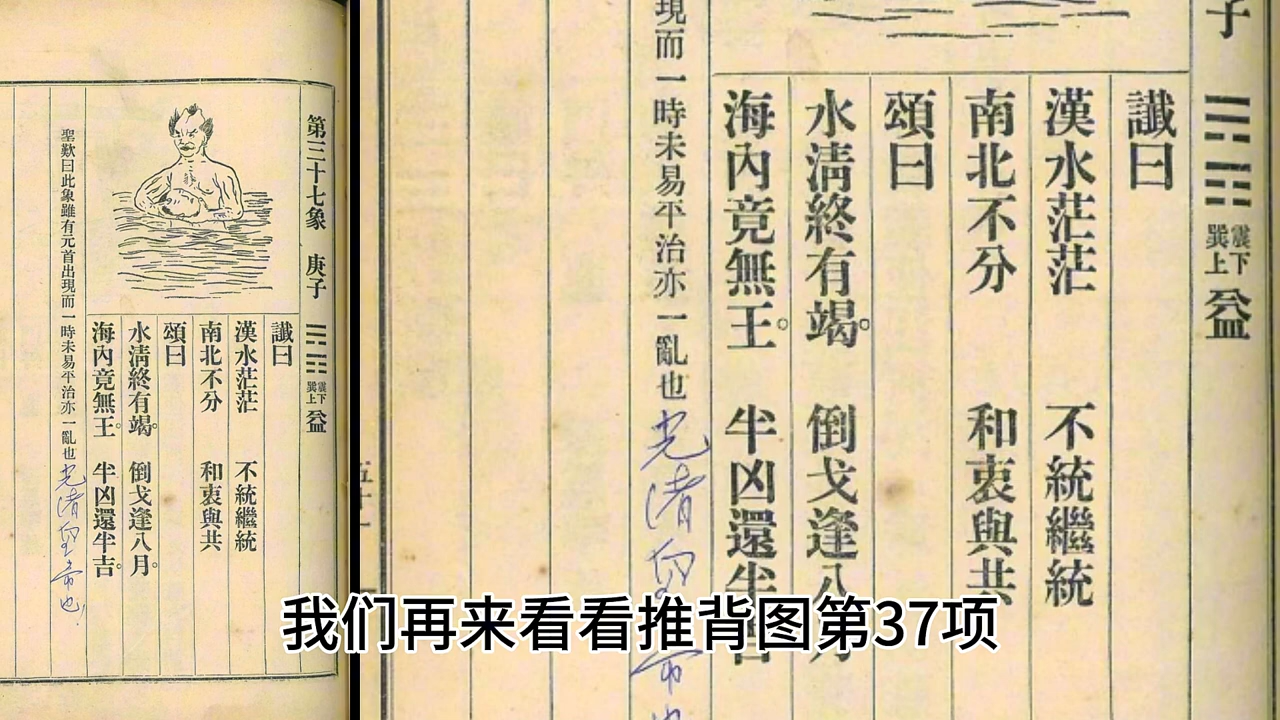 第三十七象 庚子
震下
巽上 益
讖曰
漢水茫茫 不統繼統
南北不分 和衷與共
頌曰
水清終有竭。 倒戈逢八月。
海內竟無王。 半凶還半吉。
聖歎曰此象雖有元首出現而一時未易平治亦一亂也
子
震下
巽上 益
讖曰
漢水茫茫 不統繼統
南北不分 和衷與共
頌曰
水清終有竭。 倒戈逢八月
海內竟無王。 半凶還半吉
現而一時未易平治亦一亂也
我们再来看看推背图第37项